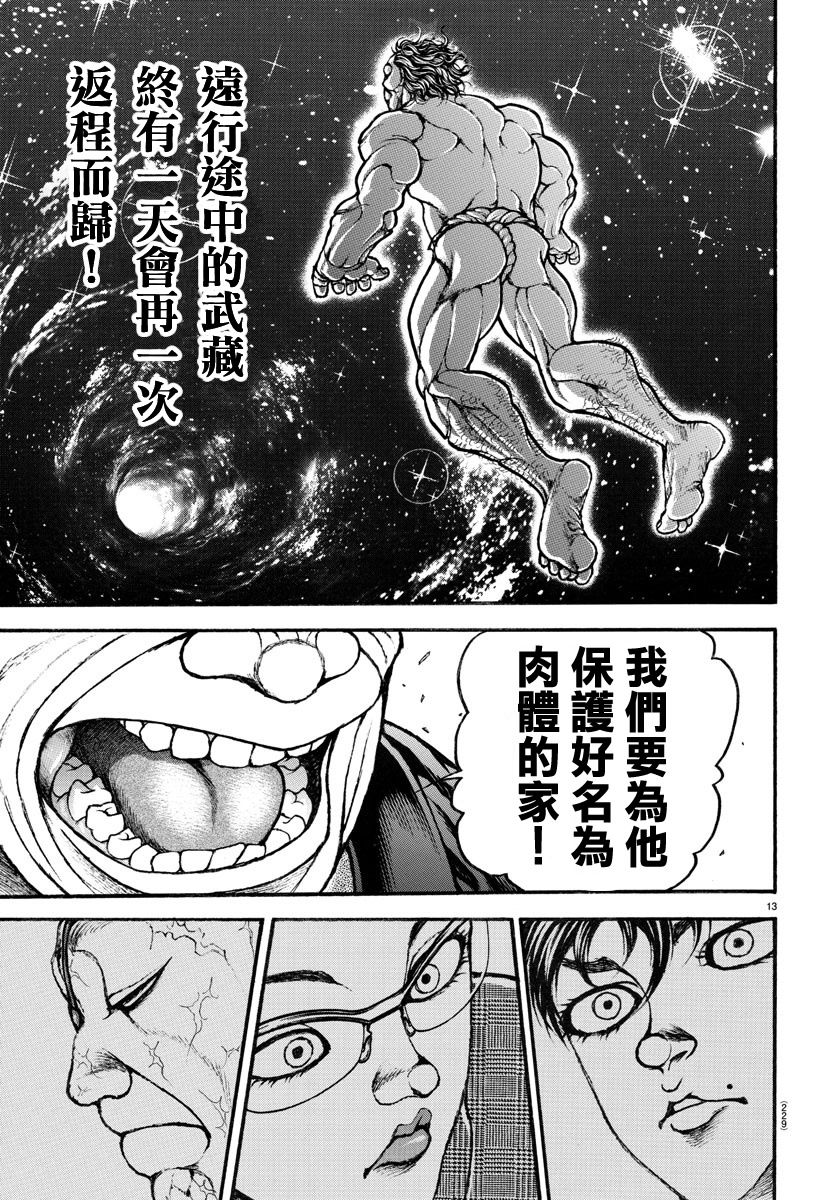 遠行途中的武藏
終有一天會再一次
返程而歸！
我們要為他
保護好名為
肉體的家！
13
(229)